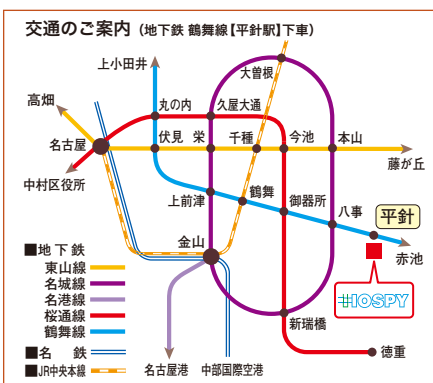 交通のご案内（地下鉄 鶴舞線【平針駅】下車）
上小田井
大曽根
高畑
丸の内
久屋大通
名古屋
伏見
栄
千種
今池
本山
藤が丘
中村区役所
上前津
鶴舞
御器所
八事
平針
赤池
金山
HOSPY
新瑞橋
徳重
名古屋港
中部国際空港
■地下鉄
東山線
名城線
名港線
桜通線
鶴舞線
■名鉄
■JR中央本線